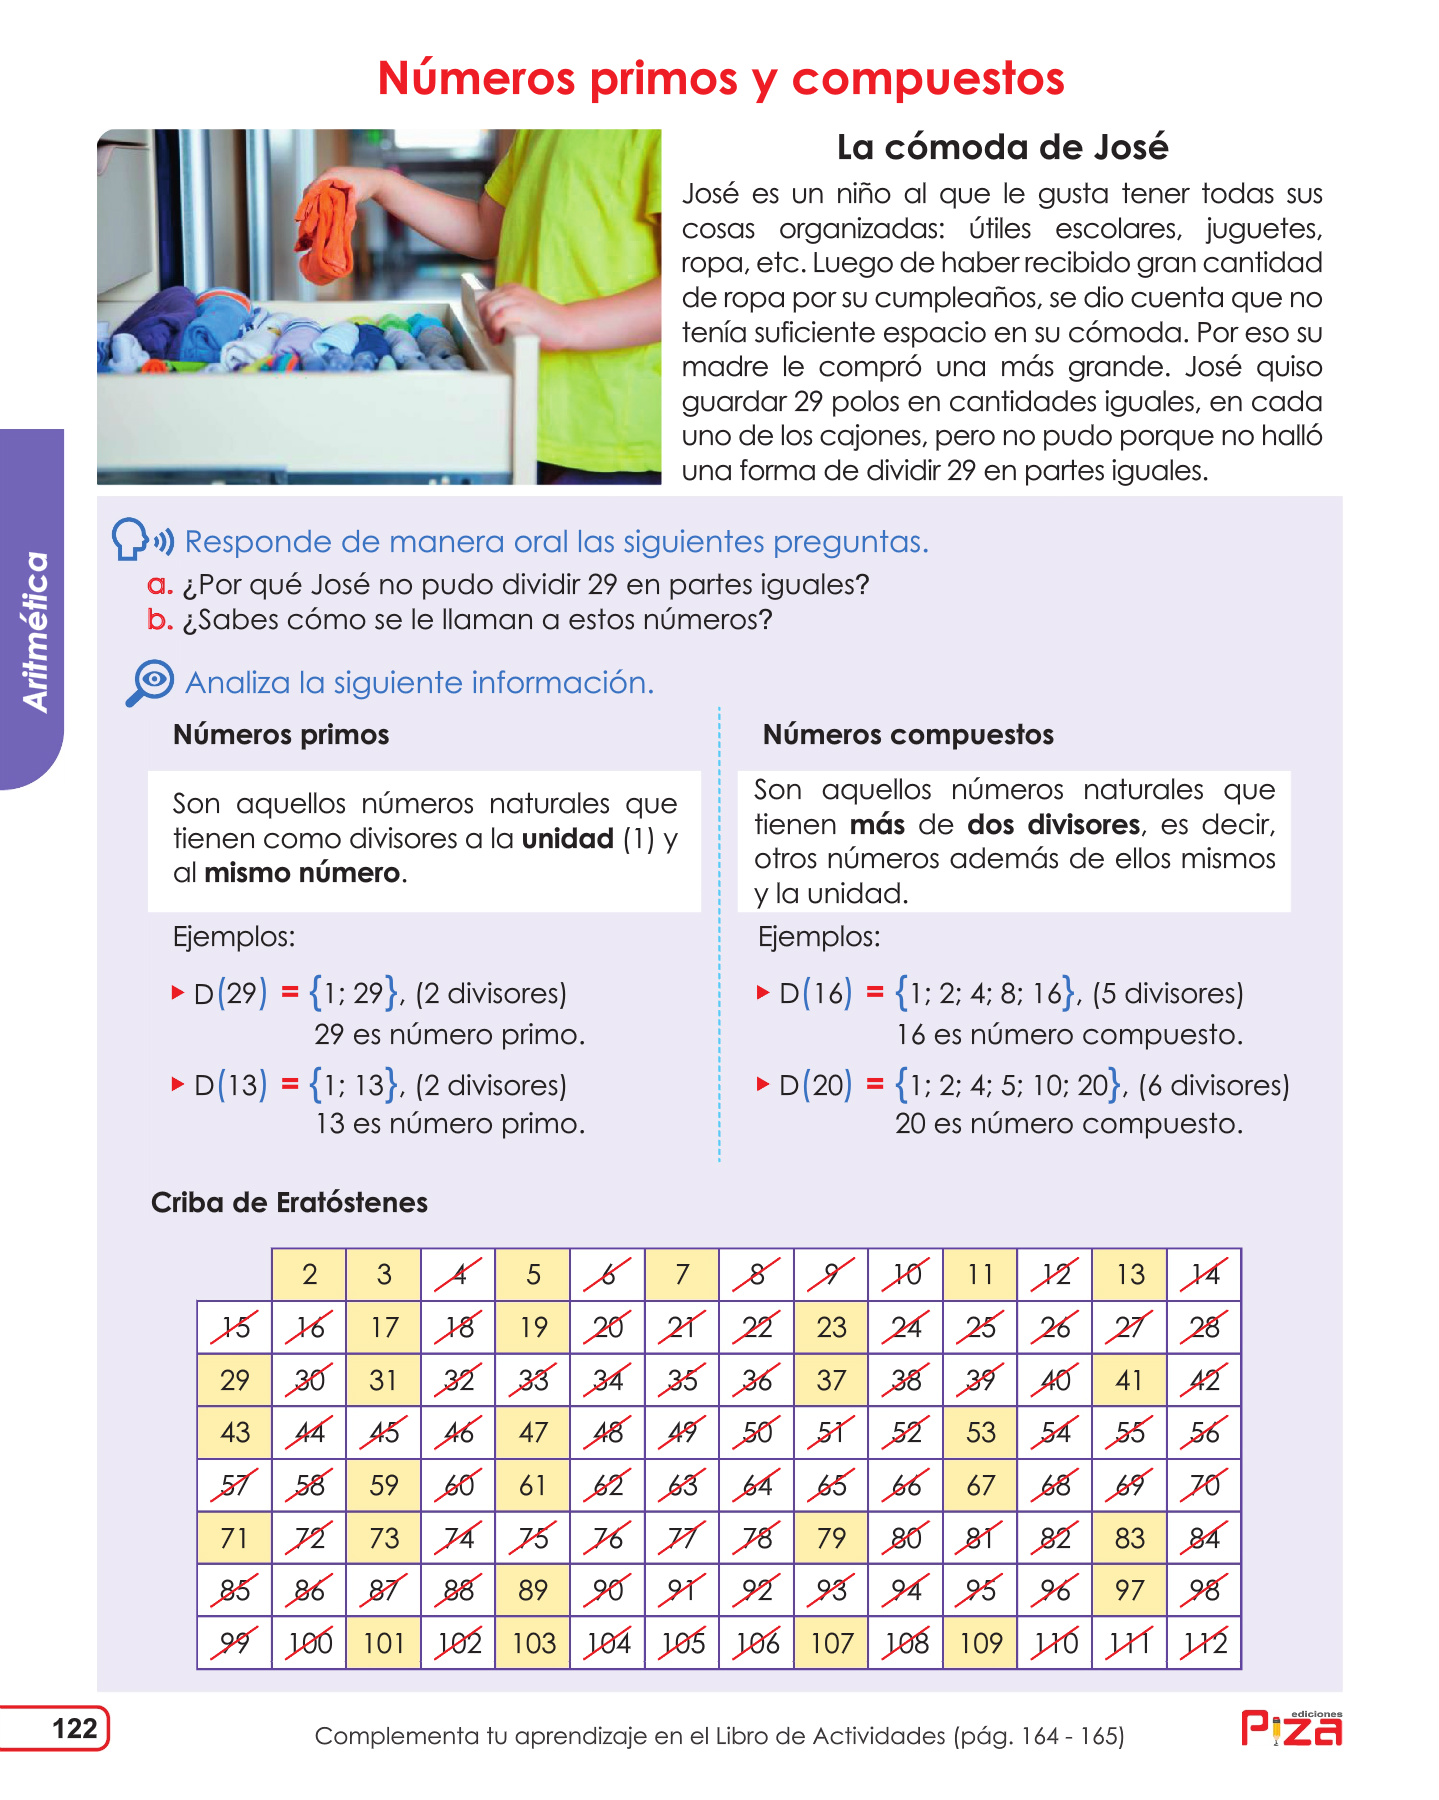 Números primos y compuestos
La cómoda de José
José es un niño al que le gusta tener todas sus
cosas organizadas: útiles escolares, juguetes,
ropa, etc. Luego de haber recibido gran cantidad
de ropa por su cumpleaños, se dio cuenta que no
tenía suficiente espacio en su cómoda. Por eso su
madre le compró una más grande. José quiso
guardar 29 polos en cantidades iguales, en cada
uno de los cajones, pero no pudo porque no halló
una forma de dividir 29 en partes iguales.
Aritmética
Responde de manera oral las siguientes preguntas.
a. ¿Por qué José no pudo dividir 29 en partes iguales?
b. ¿Sabes cómo se le llaman a estos números?
Analiza la siguiente información.
Números primos
Son aquellos números naturales que
tienen como divisores a la unidad (1) y
al mismo número.
Ejemplos:
D(29) = {1; 29}, (2 divisores)
29 es número primo.
D(13) = {1; 13}, (2 divisores)
13 es número primo.
Números compuestos
Son aquellos números naturales que
tienen más de dos divisores, es decir,
otros números además de ellos mismos
y la unidad.
Ejemplos:
D(16) = {1; 2; 4; 8; 16}, (5 divisores)
16 es número compuesto.
D(20) = {1; 2; 4; 5; 10; 20}, (6 divisores)
20 es número compuesto.
Criba de Eratóstenes
2 3 4 5 6 7 8 9 10 11 12 13 14
15 16 17 18 19 20 21 22 23 24 25 26 27 28
29 30 31 32 33 34 35 36 37 38 39 40 41 42
43 44 45 46 47 48 49 50 51 52 53 54 55 56
57 58 59 60 61 62 63 64 65 66 67 68 69 70
71 72 73 74 75 76 77 78 79 80 81 82 83 84
85 86 87 88 89 90 91 92 93 94 95 96 97 98
99 100 101 102 103 104 105 106 107 108 109 110 111 112
122
Complementa tu aprendizaje en el Libro de Actividades (pág. 164 - 165)
ediciones
Piza